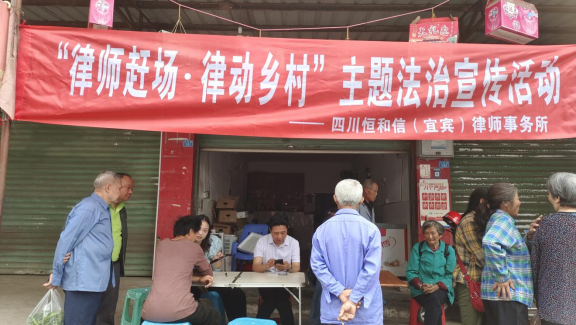 “律师赶场·律动乡村”主题法治宣传活动
——四川恒和信（宜宾）律师事务所